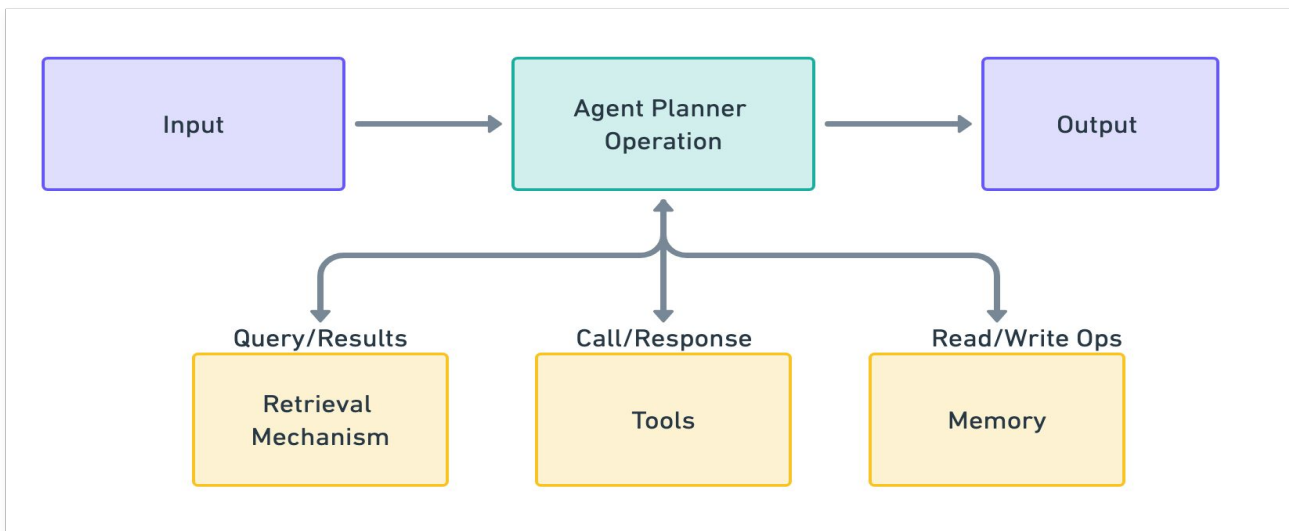 Input
Agent Planner
Operation
Output
Query/Results
Call/Response
Read/Write Ops
Retrieval
Mechanism
Tools
Memory